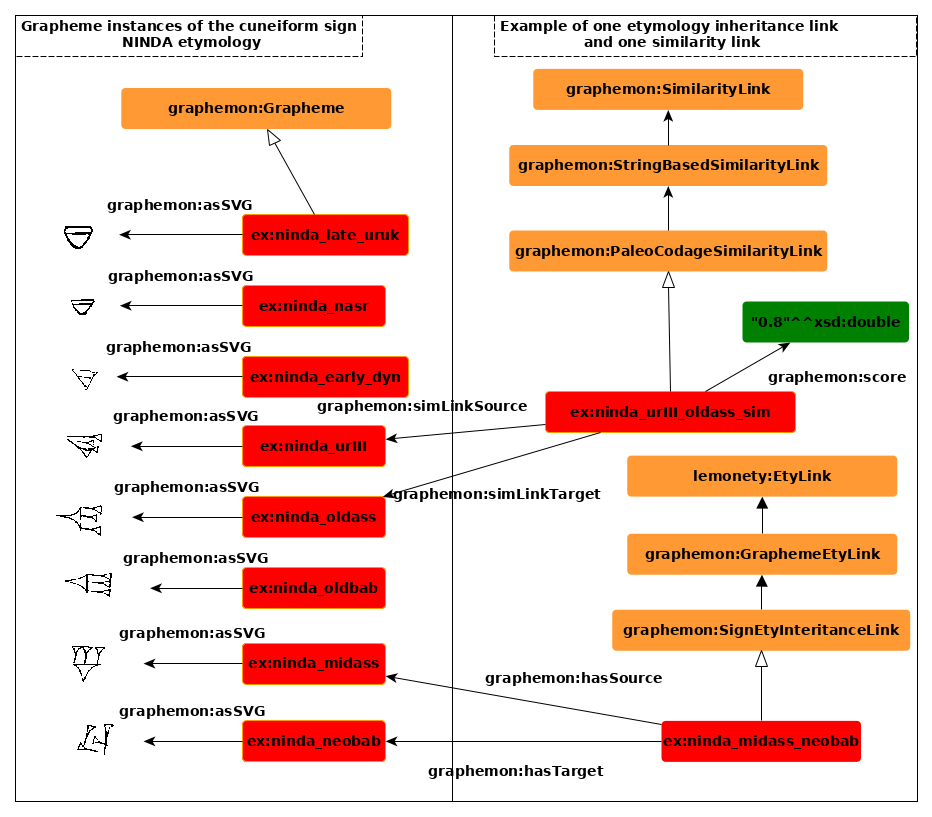 Grapheme instances of the cuneiform sign
NINDA etymology
graphemon:Grapheme
graphemon:asSVG
ex:ninda_late_uruk
graphemon:asSVG
ex:ninda_nasr
graphemon:asSVG
ex:ninda_early_dyn
graphemon:asSVG
ex:ninda_urIII
graphemon:asSVG
ex:ninda_oldass
graphemon:asSVG
ex:ninda_oldbab
graphemon:asSVG
ex:ninda_midass
graphemon:asSVG
ex:ninda_neobab
Example of one etymology inheritance link
and one similarity link
graphemon:SimilarityLink
graphemon:StringBasedSimilarityLink
graphemon:PaleoCodageSimilarityLink
"0.8"^^xsd:double
graphemon:score
graphemon:simLinkSource
ex:ninda_urIII_oldass_sim
graphemon:simLinkTarget
lemonety:EtyLink
graphemon:GraphemeEtyLink
graphemon:SignEtyInteritanceLink
graphemon:hasSource
ex:ninda_midass_neobab
graphemon:hasTarget